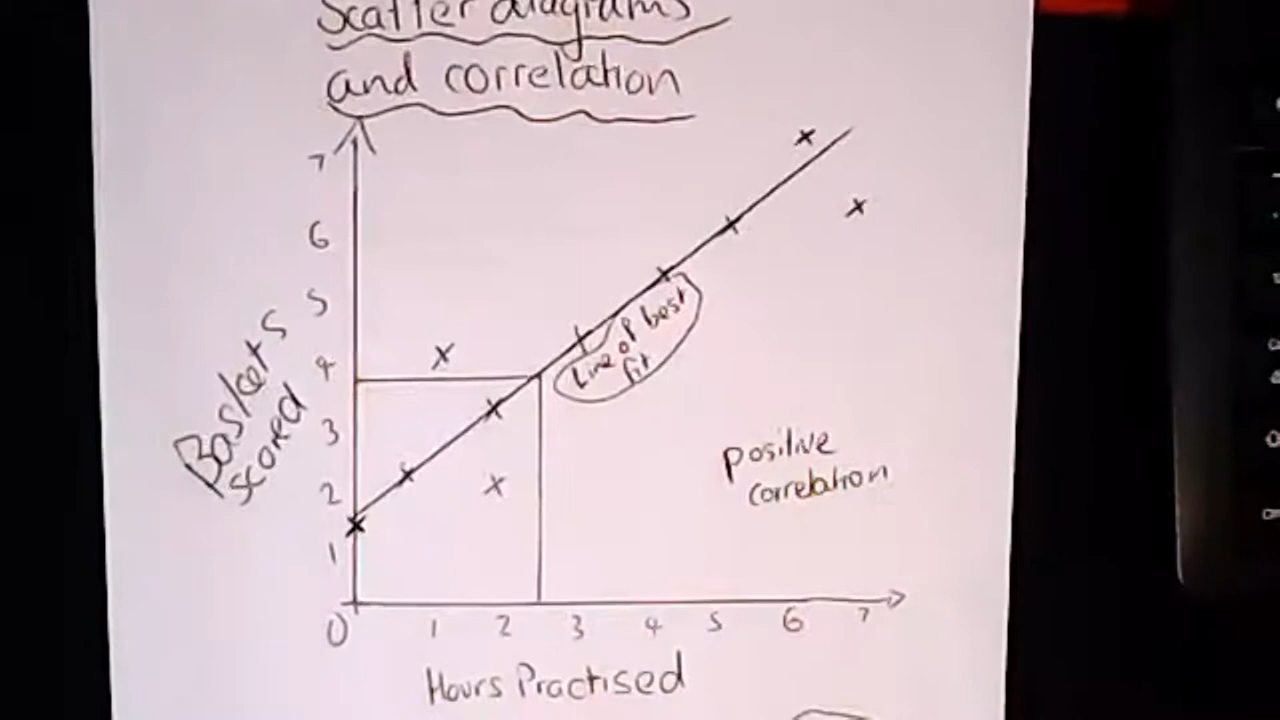 Scatter diagrams
and correlation
7
6
5
4
3
2
1
0
Baskets
scored
Line of best
fit
positive
correlation
1 2 3 4 5 6 7
Hours Practised